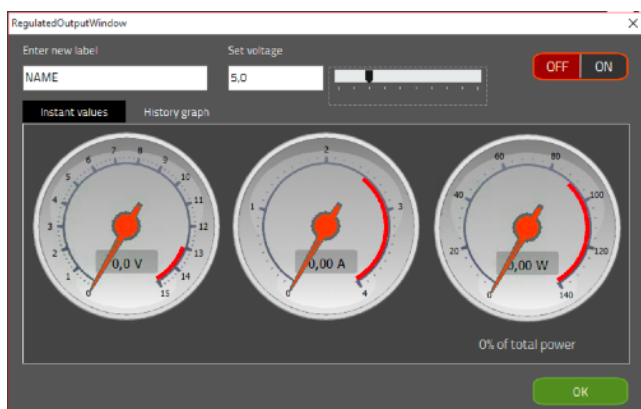 RegulatedOutputWindow
Enter new label
Set voltage
NAME
5,0
OFF ON
Instant values
History graph
0 1 2 3 4 5 6 7 8 9 10 11 12 13 14 15
0,0 V
0 1 2 3 4
0,00 A
0 20 40 60 80 100 120 140
0,00 W
0% of total power
OK